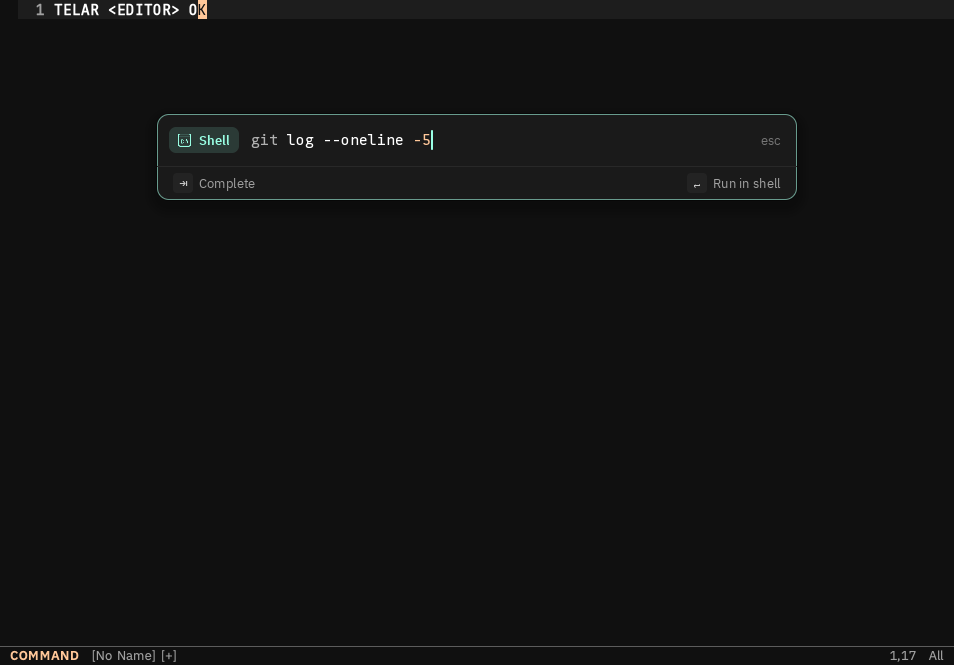 1 TELAR <EDITOR> OK
Shell git log --oneline -5 esc
Complete Run in shell
COMMAND [No Name] [+] 1,17 All